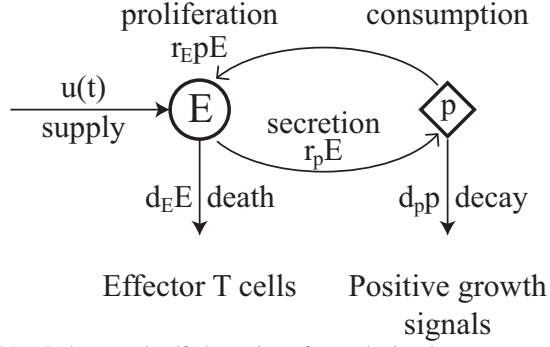 proliferation
consumption
r_EpE
u(t)
E
p
supply
secretion
r_pE
d_EE
death
d_pp
decay
Effector T cells
Positive growth
signals